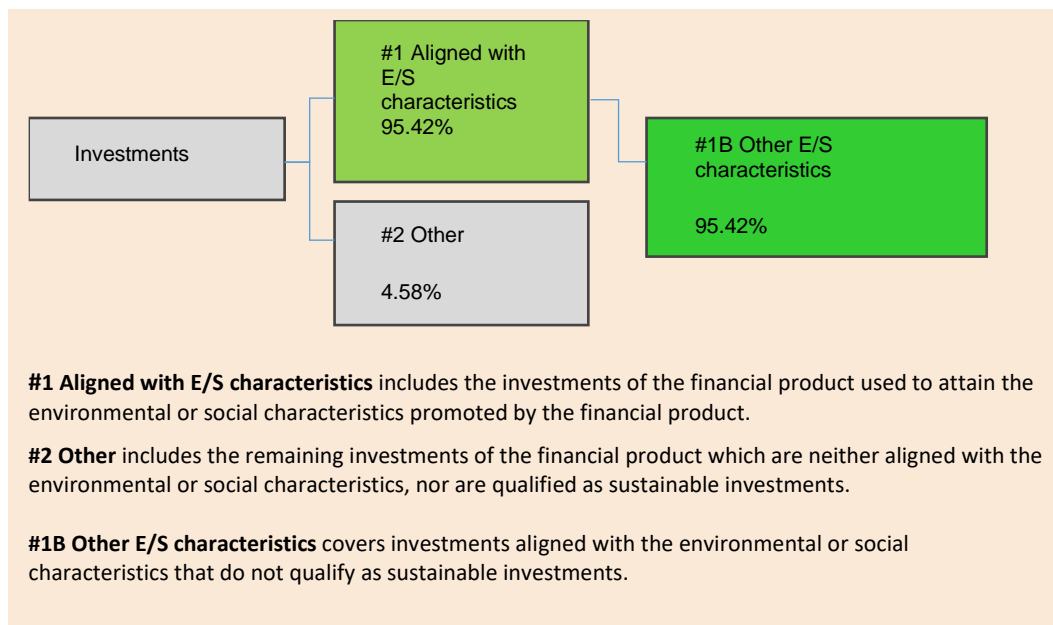 Investments
#1 Aligned with
E/S
characteristics
95.42%
#2 Other
4.58%
#1B Other E/S
characteristics
95.42%
#1 Aligned with E/S characteristics includes the investments of the financial product used to attain the
environmental or social characteristics promoted by the financial product.
#2 Other includes the remaining investments of the financial product which are neither aligned with the
environmental or social characteristics, nor are qualified as sustainable investments.
#1B Other E/S characteristics covers investments aligned with the environmental or social
characteristics that do not qualify as sustainable investments.